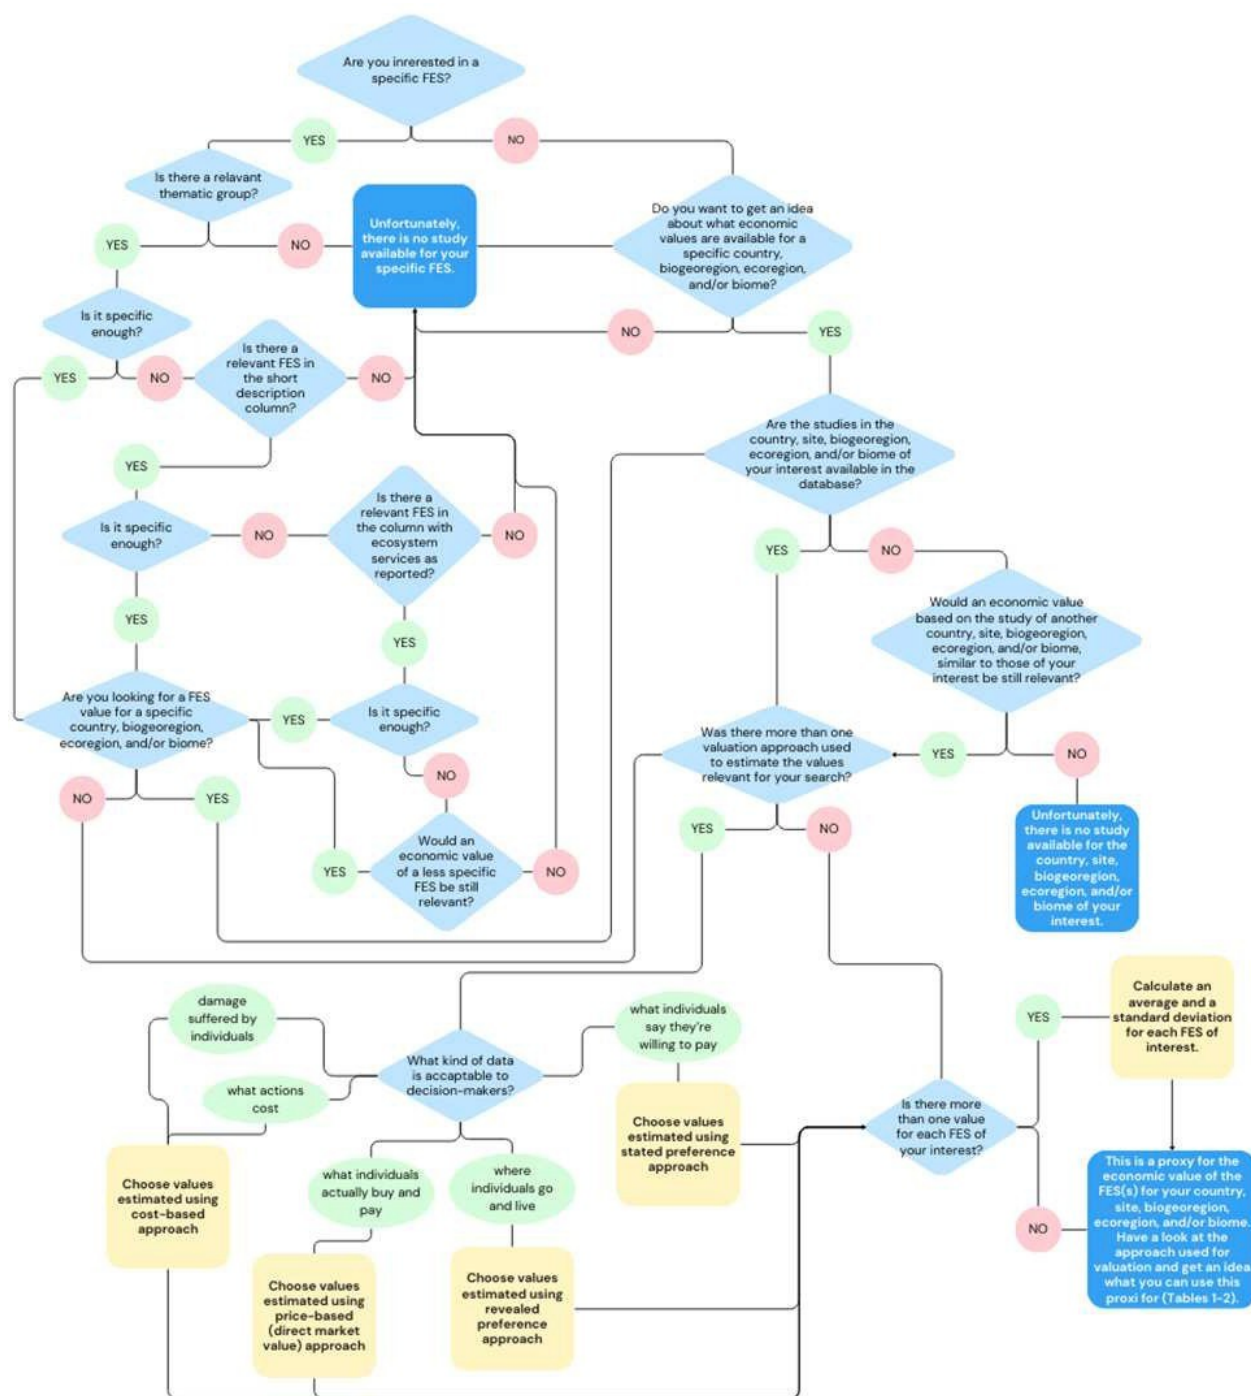 Are you inrerested in a
specific FES?
YES
NO
Is there a relavant
thematic group?
Unfortunately,
there is no study
available for your
specific FES.
Do you want to get an idea
about what economic
values are available for a
specific country,
biogeoregion, ecoregion,
and/or biome?
YES
NO
Is it specific
enough?
NO
YES
Is there a
relevant FES in
the short
description
column?
YES
NO
NO
Are the studies in the
country, site, biogeoregion,
ecoregion, and/or biome of
your interest available in the
database?
YES
Is it specific
enough?
NO
Is there a
relevant FES in
the column with
ecosystem
services as
reported?
NO
YES
NO
YES
YES
Would an economic value
based on the study of another
country, site, biogeoregion,
ecoregion, and/or biome,
similar to those of your
interest be still relevant?
Are you looking for a FES
value for a specific
country, biogeoregion,
ecoregion, and/or biome?
YES
Is it specific
enough?
Was there more than one
valuation approach used
to estimate the values
relevant for your search?
YES
NO
NO
NO
YES
Would an
economic value
of a less specific
FES be still
relevant?
YES
NO
YES
NO
Unfortunately,
there is no study
available for the
country, site,
biogeoregion,
ecoregion, and/or
biome of your
interest.
damage
suffered by
individuals
what actions
cost
What kind of data
is accaptable to
decision-makers?
what individuals
say they're
willing to pay
Choose values
estimated using
cost-based
approach
what individuals
actually buy and
pay
where
individuals go
and live
Choose values
estimated using
stated preference
approach
Choose values
estimated using
price-based
(direct market
value) approach
Choose values
estimated using
revealed
preference
approach
Is there more
than one value
for each FES of
your interest?
YES
NO
Calculate an
average and a
standard deviation
for each FES of
interest.
This is a proxy for the
economic value of the
FES(s) for your country,
site, biogeoregion,
ecoregion, and/or biome.
Have a look at the
approach used for
valuation and get an idea
what you can use this
proxi for (Tables 1-2).